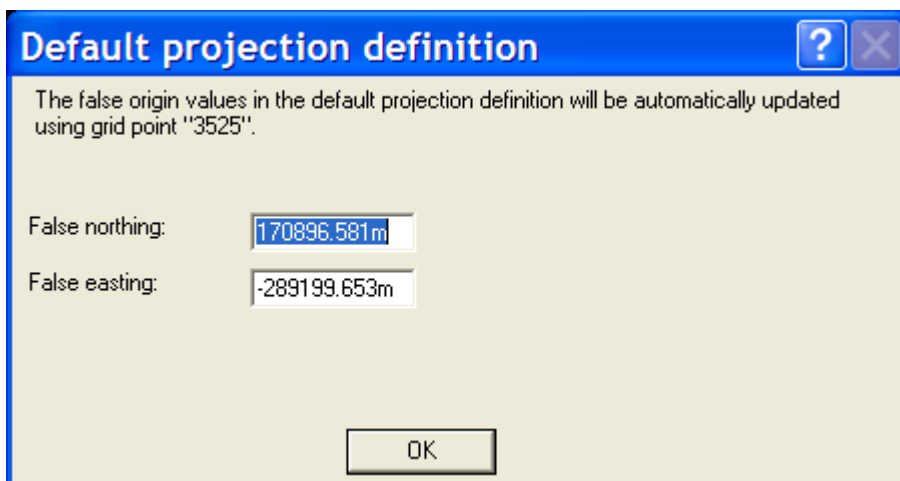 Default projection definition
The false origin values in the default projection definition will be automatically updated
using grid point "3525".
False northing: 170896.581m
False easting: -289199.653m
OK